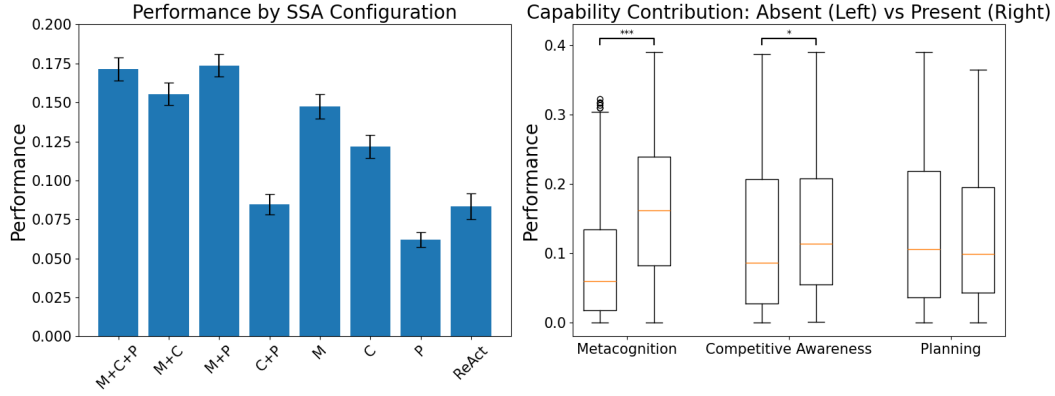 Performance by SSA Configuration
Performance
0.200
0.175
0.150
0.125
0.100
0.075
0.050
0.025
0.000
M+C+P
M+C
M+P
C+P
M
C
P
ReAct
Capability Contribution: Absent (Left) vs Present (Right)
Performance
0.4
0.3
0.2
0.1
0.0
***
*
Metacognition
Competitive Awareness
Planning